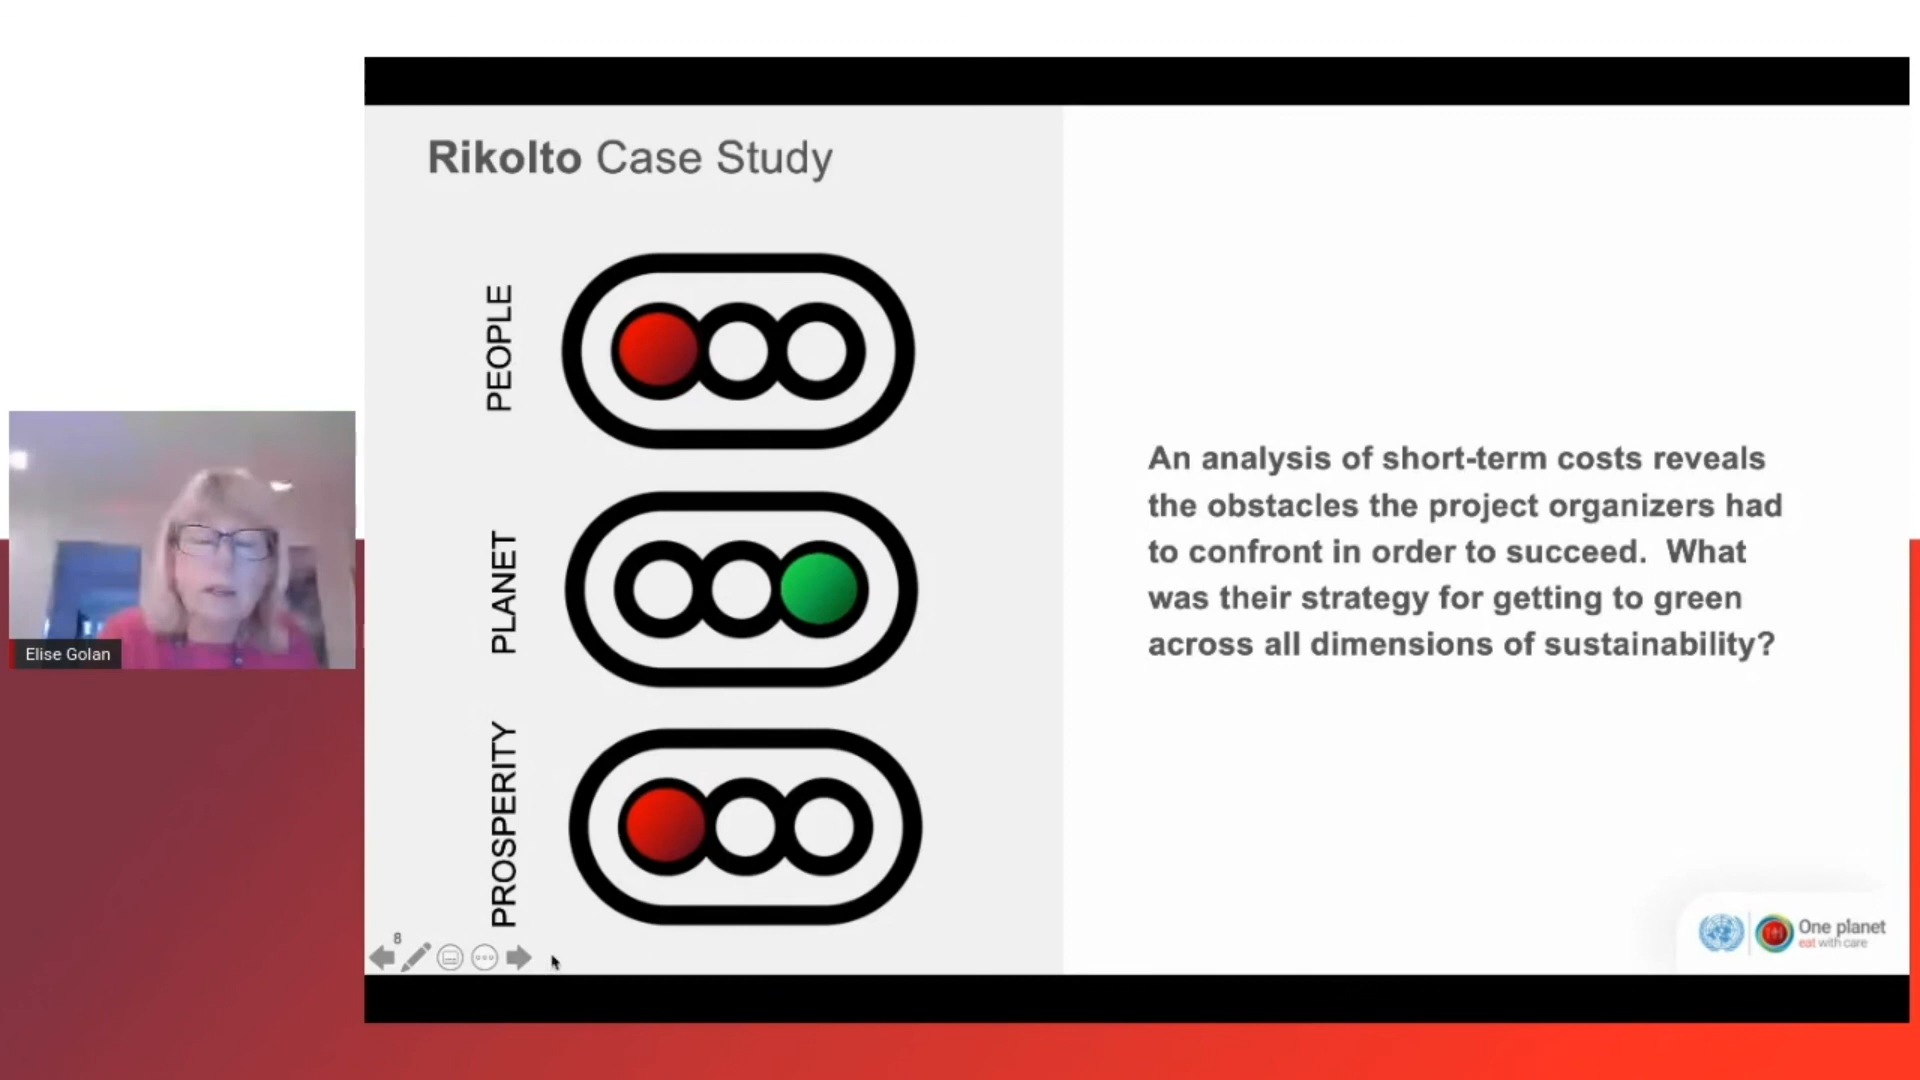 Rikolto Case Study
PEOPLE
PLANET
PROSPERITY
An analysis of short-term costs reveals
the obstacles the project organizers had
to confront in order to succeed.  What
was their strategy for getting to green
across all dimensions of sustainability?
Elise Golan
8
One planet
eat with care